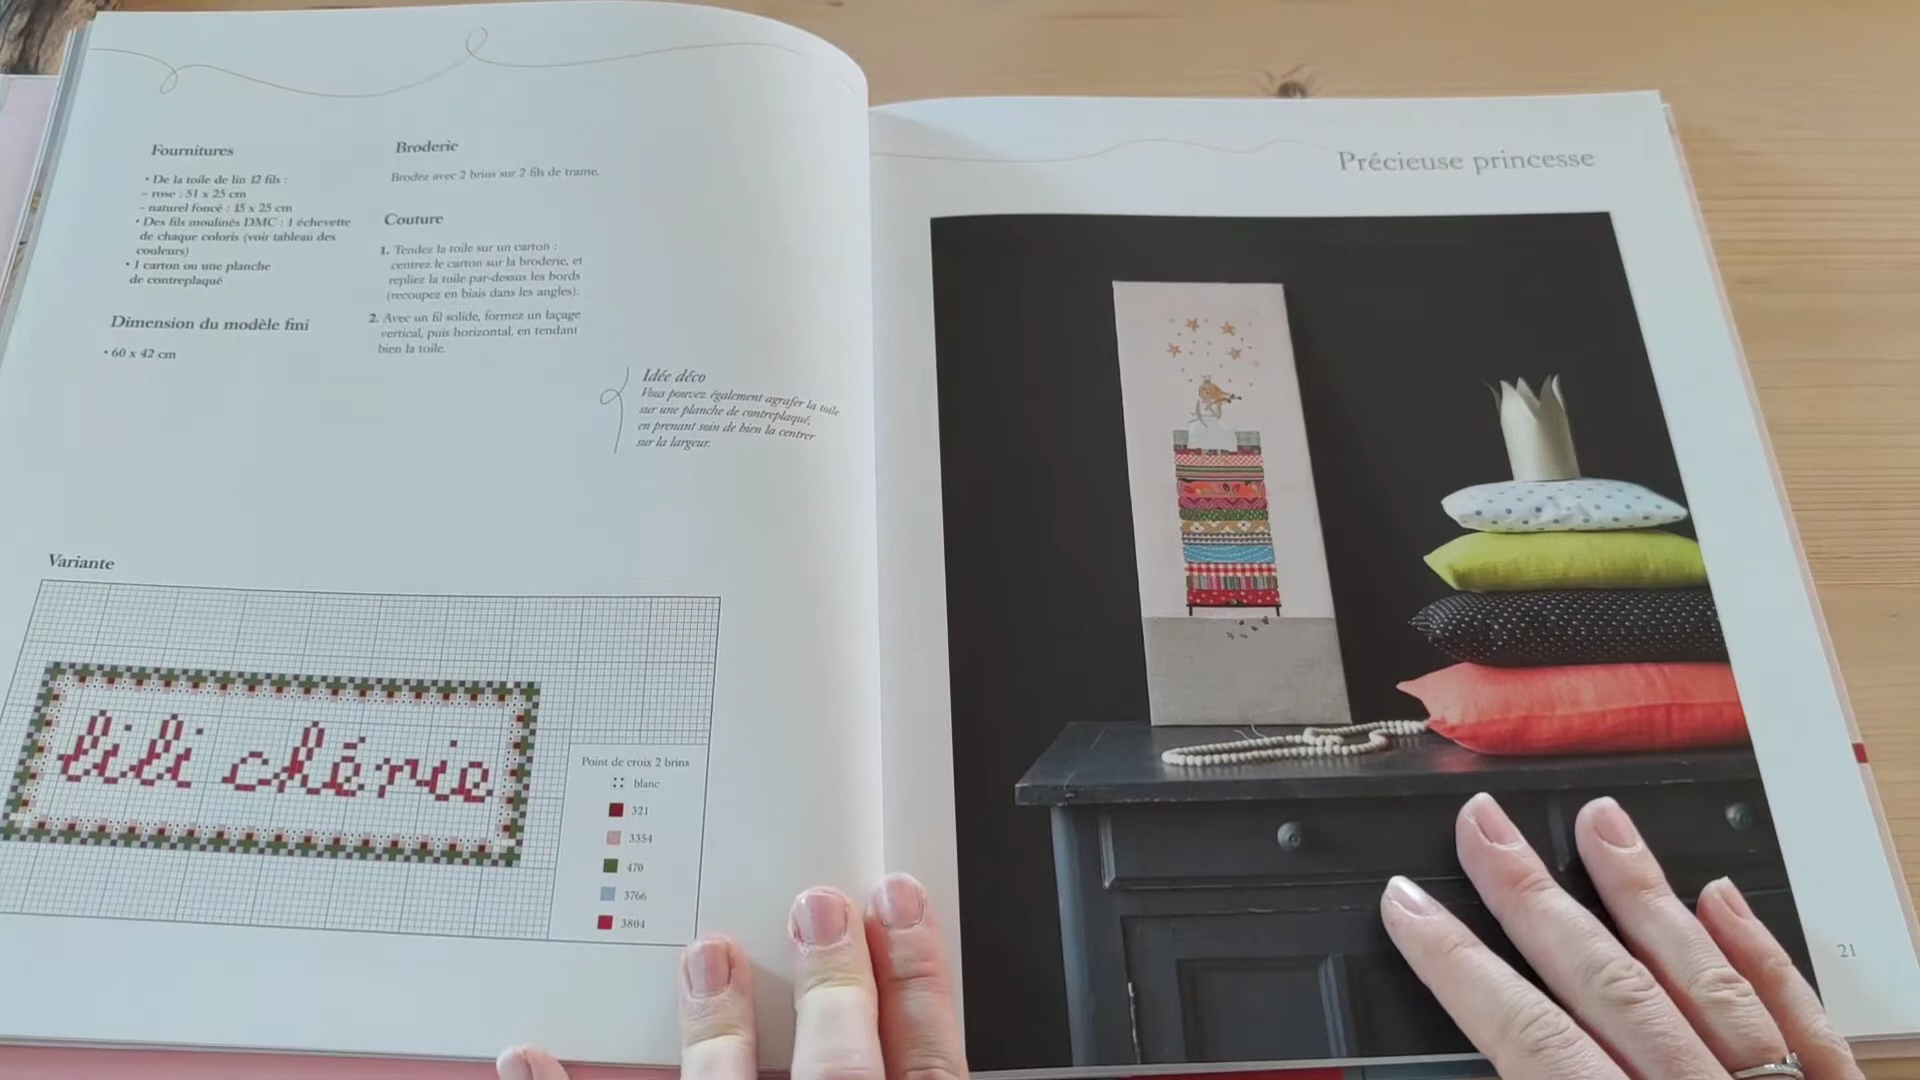 Fournitures
• De la toile de lin 12 fils :
– rose : 51 x 25 cm
– naturel foncé : 15 x 25 cm
• Des fils moulinés DMC : 1 échevette
de chaque coloris (voir tableau des
couleurs)
• 1 carton ou une planche
de contreplaqué
Dimension du modèle fini
• 60 x 42 cm
Broderie
Brodez avec 2 brins sur 2 fils de trame.
Couture
1. Tendez la toile sur un carton :
centrez le carton sur la broderie, et
repliez la toile par-dessus les bords
(recoupez en biais dans les angles).
2. Avec un fil solide, formez un laçage
vertical, puis horizontal, en tendant
bien la toile.
Idée déco
Vous pouvez également agrafer la toile
sur une planche de contreplaqué,
en prenant soin de bien la centrer
sur la largeur.
Variante
lili chérie
Point de croix 2 brins
blanc
321
3354
470
3766
3804
Précieuse princesse
21